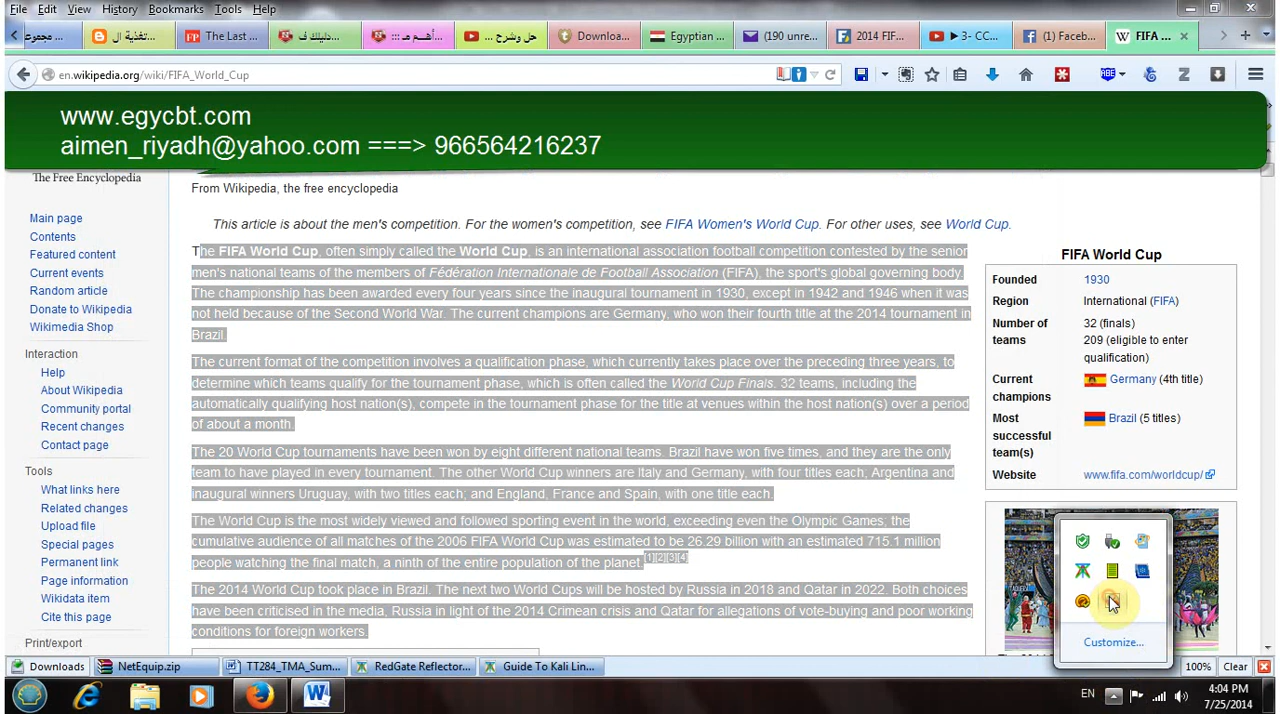 File Edit View History Bookmarks Tools Help
مجموعـ... تغذية ال... The Last ... دليلك ف... أهـم مـ ::: ... حل وشرح ... Downloa... Egyptian ... (190 unre... 2014 FIF... 3- CC... (1) Faceb... FIFA ...
en.wikipedia.org/wiki/FIFA_World_Cup
www.egycbt.com
aimen_riyadh@yahoo.com ===> 966564216237
The Free Encyclopedia
Main page
Contents
Featured content
Current events
Random article
Donate to Wikipedia
Wikimedia Shop
Interaction
Help
About Wikipedia
Community portal
Recent changes
Contact page
Tools
What links here
Related changes
Upload file
Special pages
Permanent link
Page information
Wikidata item
Cite this page
Print/export
From Wikipedia, the free encyclopedia
This article is about the men's competition. For the women's competition, see FIFA Women's World Cup. For other uses, see World Cup.
The FIFA World Cup, often simply called the World Cup, is an international association football competition contested by the senior
men's national teams of the members of Fédération Internationale de Football Association (FIFA), the sport's global governing body.
The championship has been awarded every four years since the inaugural tournament in 1930, except in 1942 and 1946 when it was
not held because of the Second World War. The current champions are Germany, who won their fourth title at the 2014 tournament in
Brazil.
The current format of the competition involves a qualification phase, which currently takes place over the preceding three years, to
determine which teams qualify for the tournament phase, which is often called the World Cup Finals. 32 teams, including the
automatically qualifying host nation(s), compete in the tournament phase for the title at venues within the host nation(s) over a period
of about a month.
The 20 World Cup tournaments have been won by eight different national teams. Brazil have won five times, and they are the only
team to have played in every tournament. The other World Cup winners are Italy and Germany, with four titles each; Argentina and
inaugural winners Uruguay, with two titles each; and England, France and Spain, with one title each.
The World Cup is the most widely viewed and followed sporting event in the world, exceeding even the Olympic Games; the
cumulative audience of all matches of the 2006 FIFA World Cup was estimated to be 26.29 billion with an estimated 715.1 million
people watching the final match, a ninth of the entire population of the planet.[1][2][3][4]
The 2014 World Cup took place in Brazil. The next two World Cups will be hosted by Russia in 2018 and Qatar in 2022. Both choices
have been criticised in the media, Russia in light of the 2014 Crimean crisis and Qatar for allegations of vote-buying and poor working
conditions for foreign workers.
FIFA World Cup
Founded 1930
Region International (FIFA)
Number of teams 32 (finals)
209 (eligible to enter qualification)
Current champions Germany (4th title)
Most successful team(s) Brazil (5 titles)
Website www.fifa.com/worldcup/
Customize...
Downloads NetEquip.zip TT284_TMA_Sum... RedGate Reflector... Guide To Kali Lin... 100% Clear
EN 4:04 PM
7/25/2014